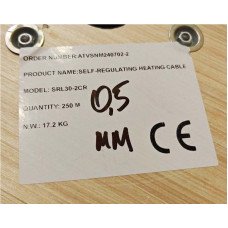 ORDER NUMBER:ATVSNM240702-2
PRODUCT NAME:SELF-REGULATING HEATING CABLE
MODEL: SRL30-2CR
QUANTITY: 250 M
N.W.: 17.2 KG
0,5
MM
CE